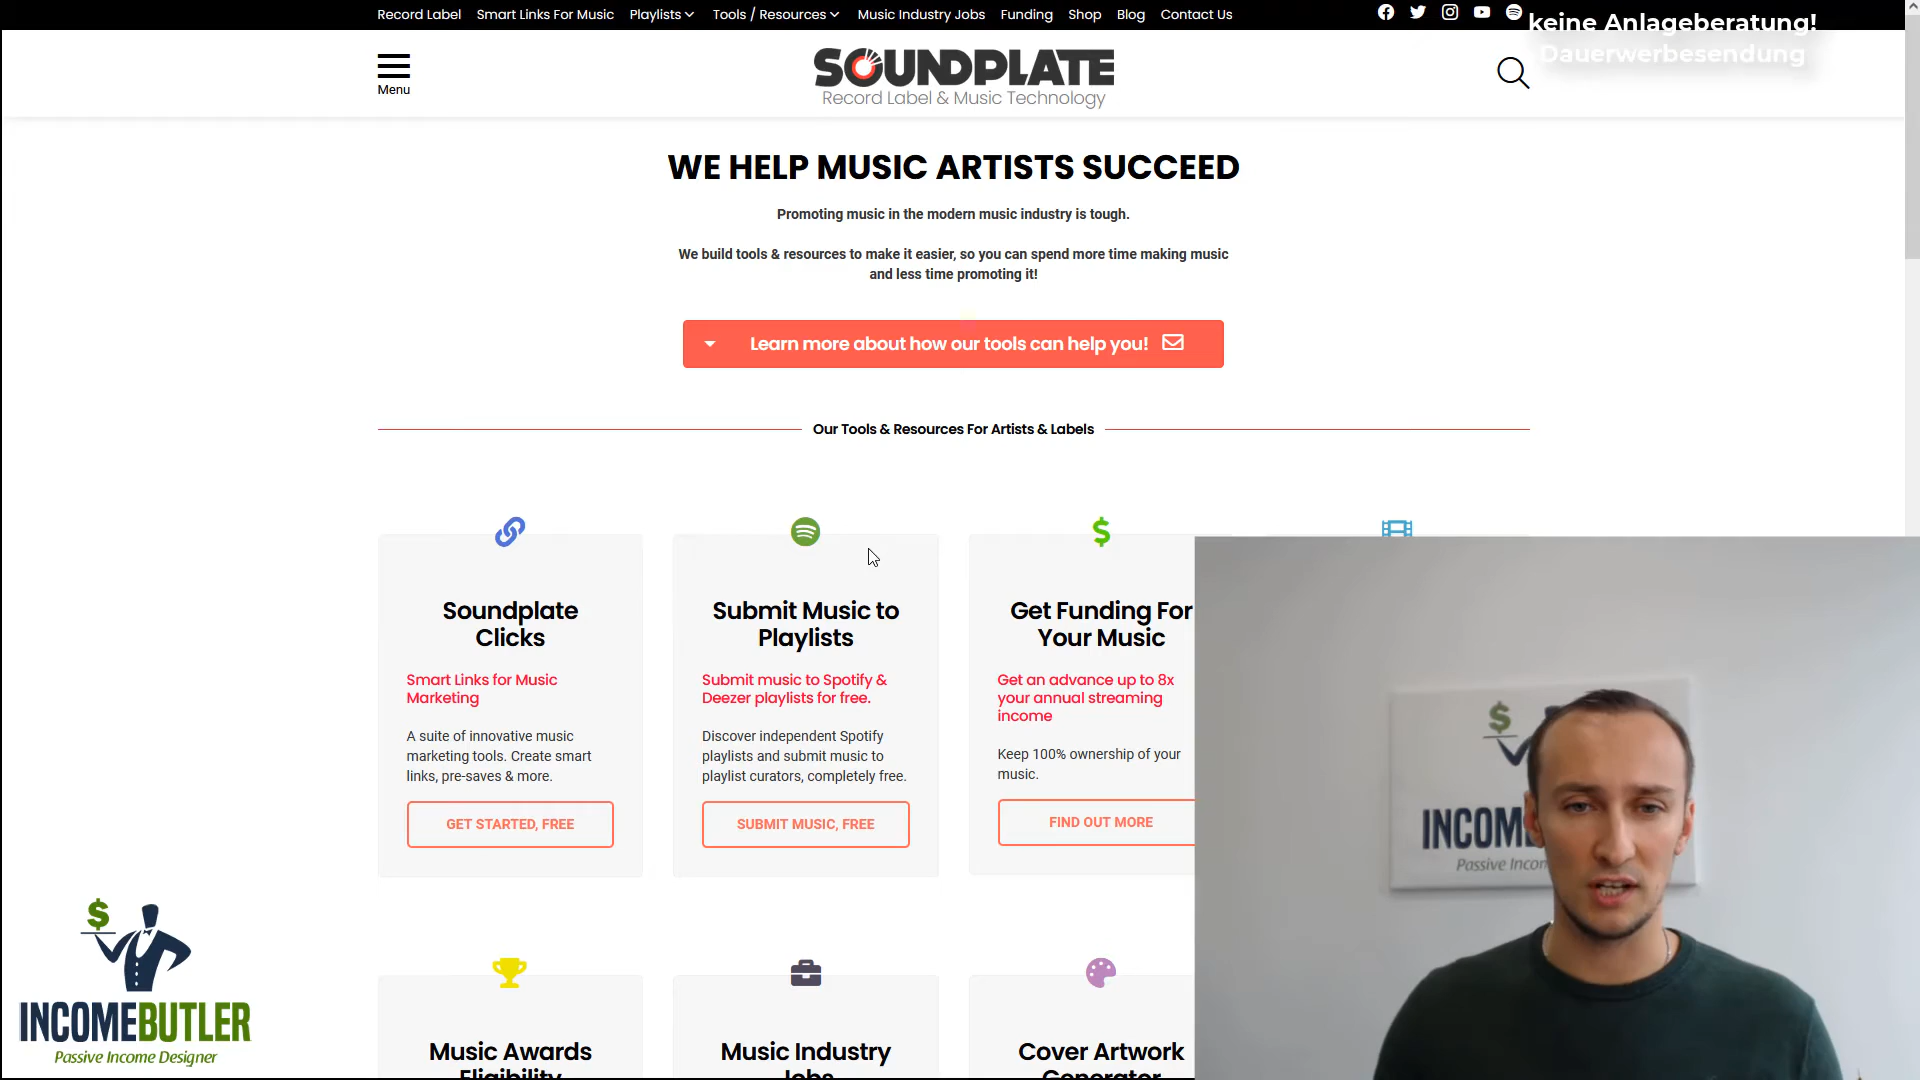 Record Label Smart Links For Music Playlists Tools / Resources Music Industry Jobs Funding Shop Blog Contact Us
keine Anlageberatung!
Dauerwerbesendung
Menu
SOUNDPLATE
Record Label & Music Technology
WE HELP MUSIC ARTISTS SUCCEED
Promoting music in the modern music industry is tough.
We build tools & resources to make it easier, so you can spend more time making music
and less time promoting it!
Learn more about how our tools can help you!
Our Tools & Resources For Artists & Labels
Soundplate
Clicks
Smart Links for Music
Marketing
A suite of innovative music
marketing tools. Create smart
links, pre-saves & more.
GET STARTED, FREE
Submit Music to
Playlists
Submit music to Spotify &
Deezer playlists for free.
Discover independent Spotify
playlists and submit music to
playlist curators, completely free.
SUBMIT MUSIC, FREE
Get Funding For
Your Music
Get an advance up to 8x
your annual streaming
income
Keep 100% ownership of your
music.
FIND OUT MORE
Music Awards
Eligibility
Music Industry
Jobs
Cover Artwork
Generator
INCOM
Passive Incom
$
INCOMEBUTLER
Passive Income Designer